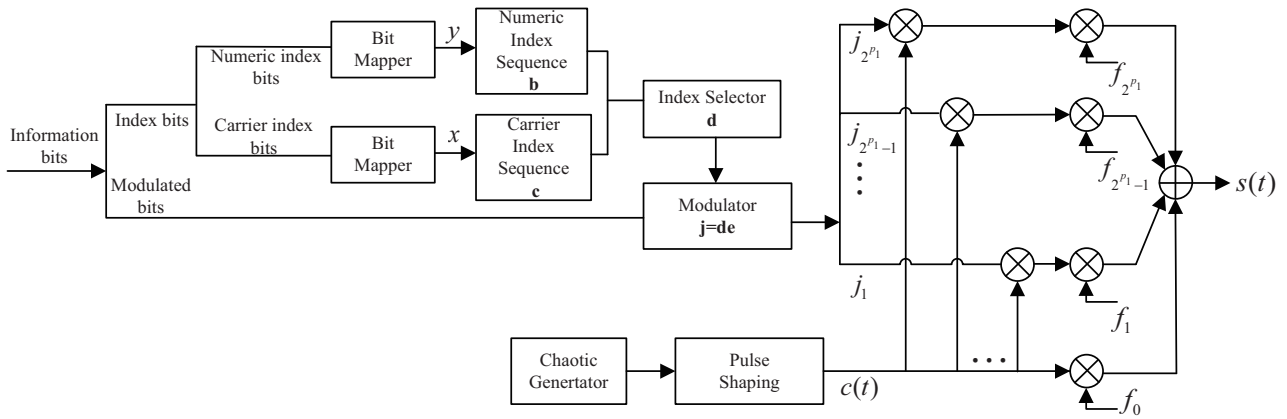 Information
bits
Index bits
Modulated
bits
Numeric index
bits
Carrier index
bits
Bit
Mapper
y
Numeric
Index
Sequence
b
Bit
Mapper
x
Carrier
Index
Sequence
c
Index Selector
d
Modulator
j=de
j_{2^{p_1}}
j_{2^{p_1}-1}
j_1
f_{2^{p_1}}
f_{2^{p_1}-1}
f_1
f_0
s(t)
Chaotic
Genertator
Pulse
Shaping
c(t)